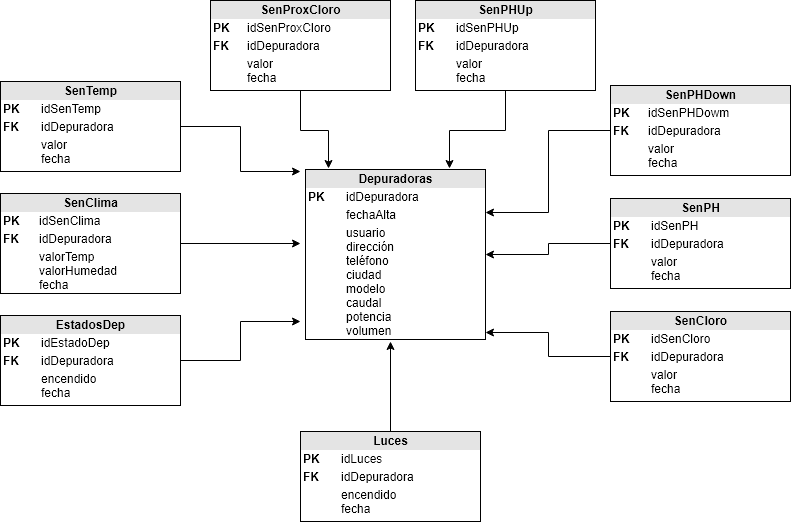 SenProxCloro
PK idSenProxCloro
FK idDepuradora
valor
fecha
SenPHUp
PK idSenPHUp
FK idDepuradora
valor
fecha
SenTemp
PK idSenTemp
FK idDepuradora
valor
fecha
SenPHDown
PK idSenPHDowm
FK idDepuradora
valor
fecha
Depuradoras
PK idDepuradora
fechaAlta
usuario
dirección
teléfono
ciudad
modelo
caudal
potencia
volumen
SenClima
PK idSenClima
FK idDepuradora
valorTemp
valorHumedad
fecha
SenPH
PK idSenPH
FK idDepuradora
valor
fecha
EstadosDep
PK idEstadoDep
FK idDepuradora
encendido
fecha
SenCloro
PK idSenCloro
FK idDepuradora
valor
fecha
Luces
PK idLuces
FK idDepuradora
encendido
fecha